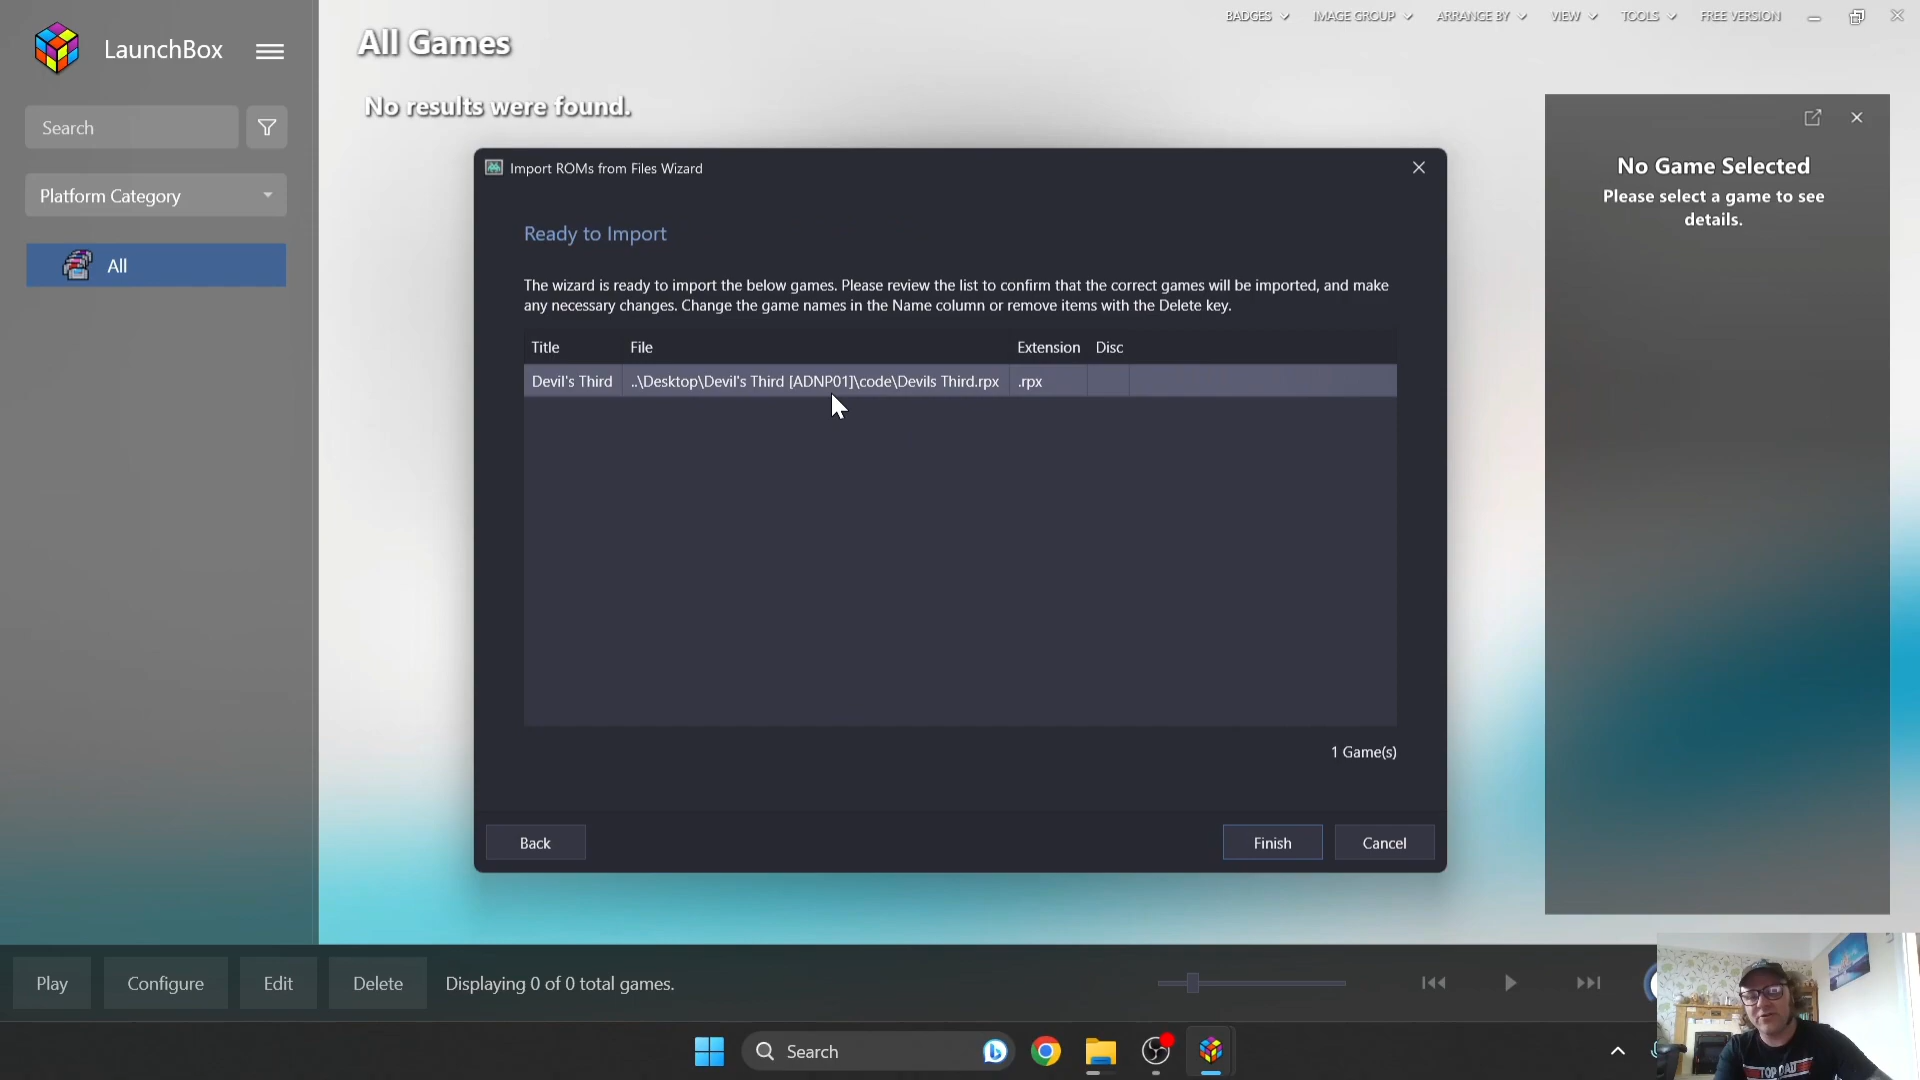 LaunchBox
Search
Platform Category
All
All Games
No results were found.
BADGES
IMAGE GROUP
ARRANGE BY
VIEW
TOOLS
FREE VERSION
No Game Selected
Please select a game to see
details.
Import ROMs from Files Wizard
Ready to Import
The wizard is ready to import the below games. Please review the list to confirm that the correct games will be imported, and make
any necessary changes. Change the game names in the Name column or remove items with the Delete key.
Title File Extension Disc
Devil's Third ..\Desktop\Devil's Third [ADNP01]\code\Devils Third.rpx .rpx
1 Game(s)
Back
Finish
Cancel
Play
Configure
Edit
Delete
Displaying 0 of 0 total games.
Search
TOP DAD